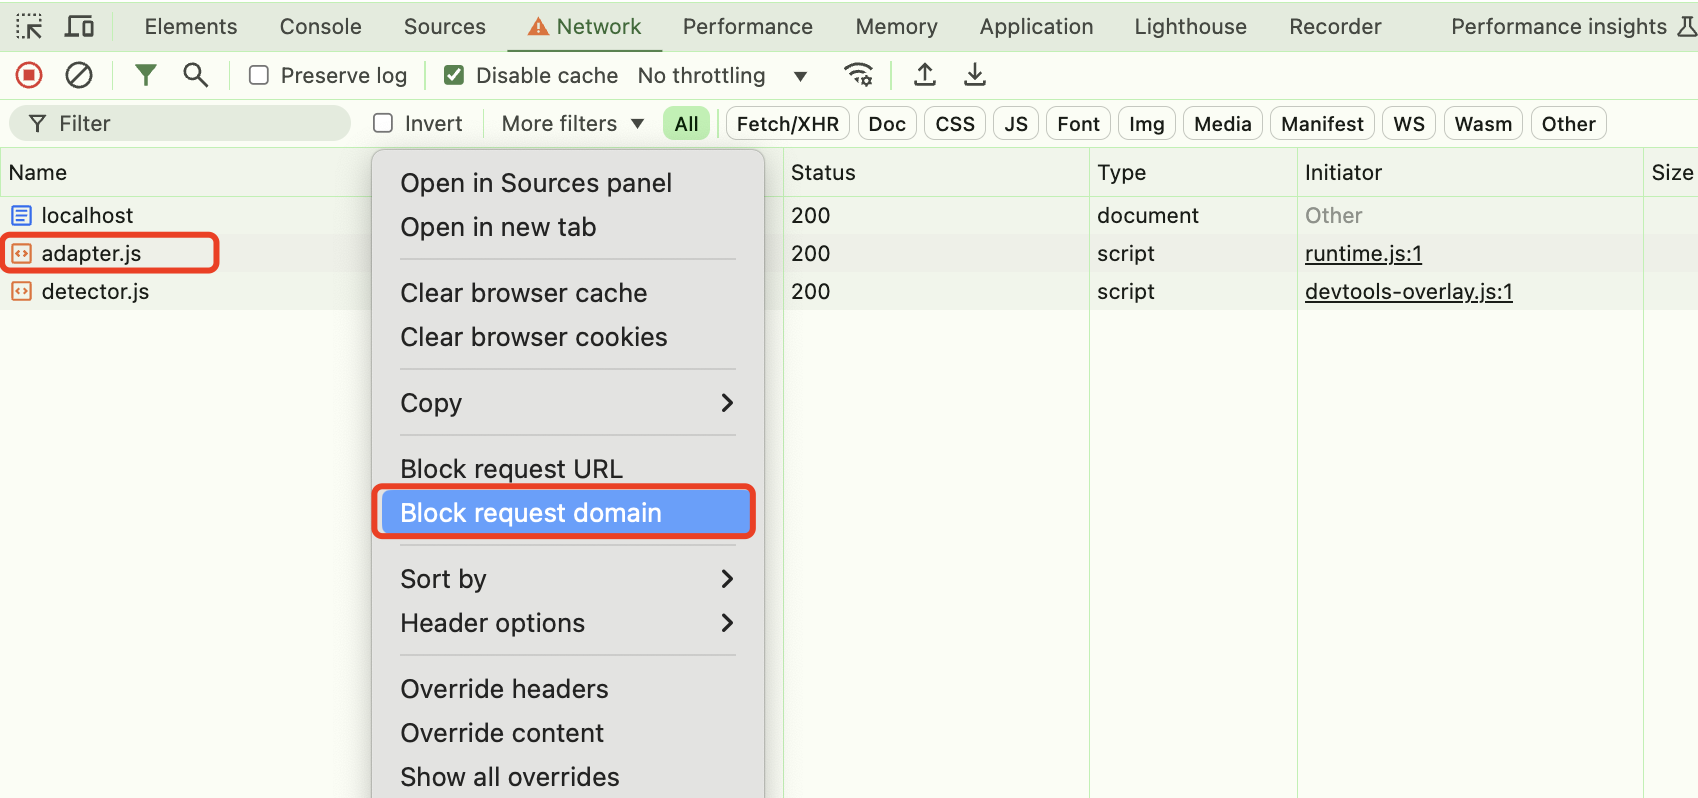 Elements Console Sources Network Performance Memory Application Lighthouse Recorder Performance insights
Preserve log Disable cache No throttling
Filter Invert More filters All Fetch/XHR Doc CSS JS Font Img Media Manifest WS Wasm Other
Name Status Type Initiator Size
localhost 200 document Other
adapter.js 200 script runtime.js:1
detector.js 200 script devtools-overlay.js:1
Open in Sources panel
Open in new tab
Clear browser cache
Clear browser cookies
Copy
Block request URL
Block request domain
Sort by
Header options
Override headers
Override content
Show all overrides